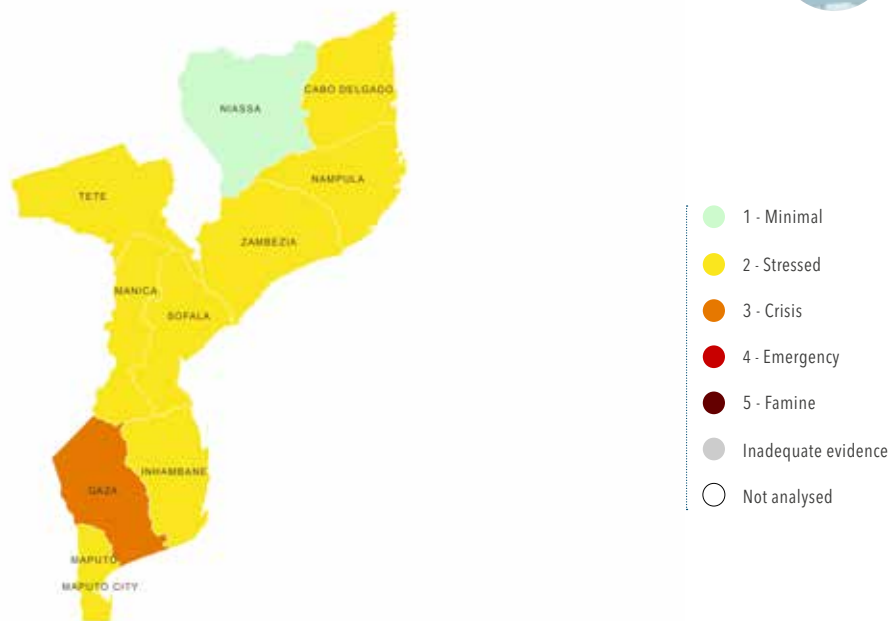 CABO DELGADO
NIASSA
NAMPULA
TETE
ZAMBEZIA
MANICA
SOFALA
INHAMBANE
GAZA
MAPUTO
MAPUTO CITY
1 - Minimal
2 - Stressed
3 - Crisis
4 - Emergency
5 - Famine
Inadequate evidence
Not analysed